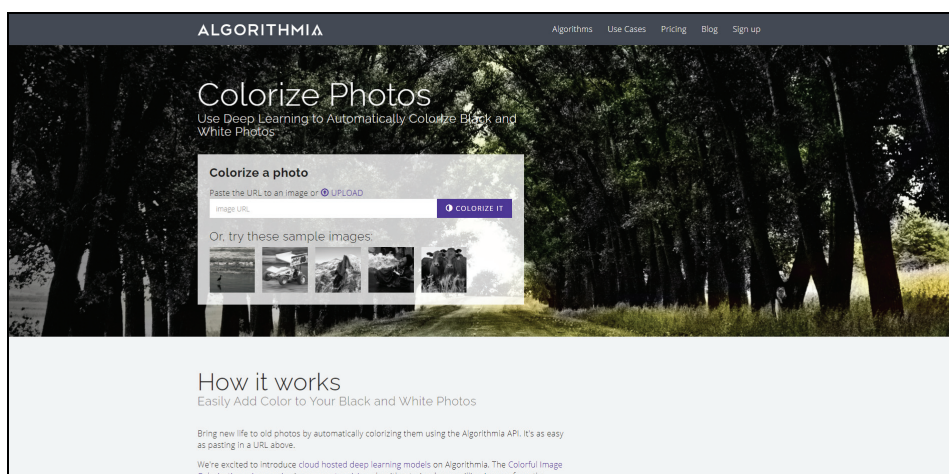 ALGORITHMIA
Algorithms Use Cases Pricing Blog Sign up
Colorize Photos
Use Deep Learning to Automatically Colorize Black and
White Photos
Colorize a photo
Paste the URL to an image or UPLOAD
Image URL
COLORIZE IT
Or, try these sample images:
How it works
Easily Add Color to Your Black and White Photos
Bring new life to old photos by automatically colorizing them using the Algorithmia API. It's as easy
as pasting in a URL above.
We're excited to introduce cloud hosted deep learning models on Algorithmia. The Colorful Image